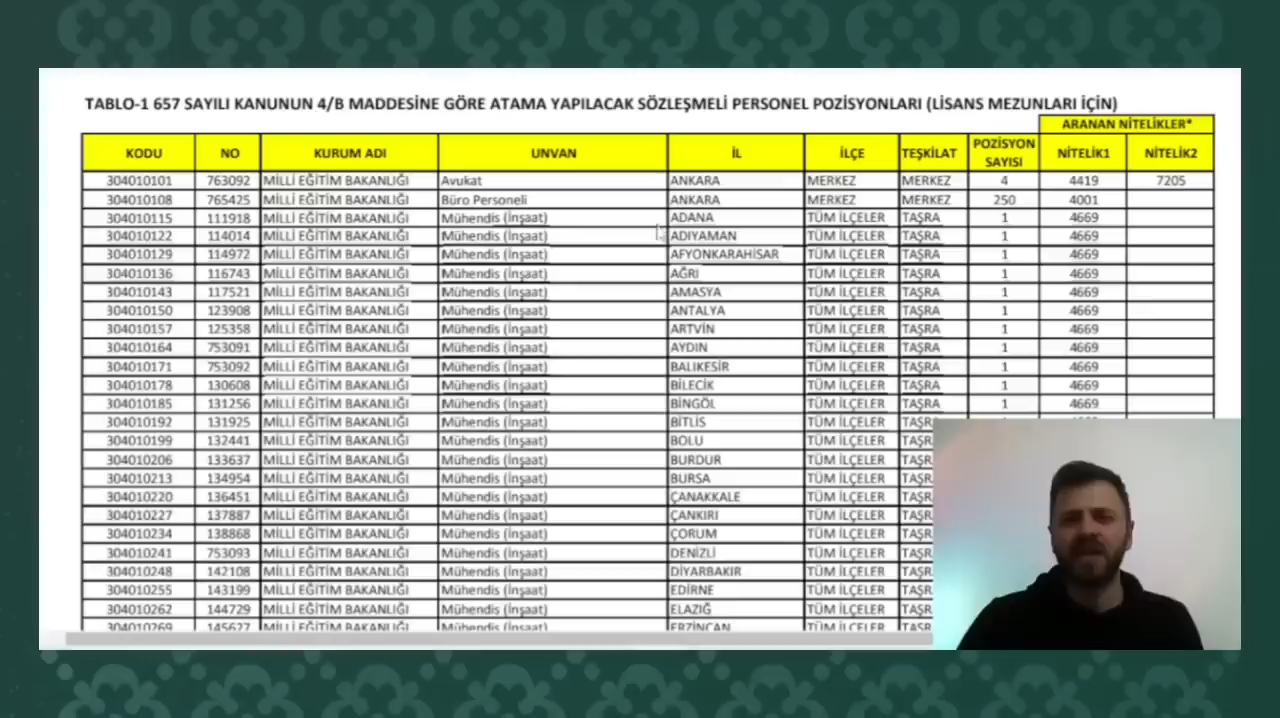 TABLO-1 657 SAYILI KANUNUN 4/B MADDESİNE GÖRE ATAMA YAPILACAK SÖZLEŞMELİ PERSONEL POZİSYONLARI (LİSANS MEZUNLARI İÇİN)
ARANAN NİTELİKLER*
KODU NO KURUM ADI UNVAN İL İLÇE TEŞKİLAT POZİSYON SAYISI NİTELİK1 NİTELİK2
304010101 763092 MİLLİ EĞİTİM BAKANLIĞI Avukat ANKARA MERKEZ MERKEZ 4 4419 7205
304010108 765425 MİLLİ EĞİTİM BAKANLIĞI Büro Personeli ANKARA MERKEZ MERKEZ 250 4001
304010115 111918 MİLLİ EĞİTİM BAKANLIĞI Mühendis (İnşaat) ADANA TÜM İLÇELER TAŞRA 1 4669
304010122 114014 MİLLİ EĞİTİM BAKANLIĞI Mühendis (İnşaat) ADIYAMAN TÜM İLÇELER TAŞRA 1 4669
304010129 114972 MİLLİ EĞİTİM BAKANLIĞI Mühendis (İnşaat) AFYONKARAHİSAR TÜM İLÇELER TAŞRA 1 4669
304010136 116743 MİLLİ EĞİTİM BAKANLIĞI Mühendis (İnşaat) AĞRI TÜM İLÇELER TAŞRA 1 4669
304010143 117521 MİLLİ EĞİTİM BAKANLIĞI Mühendis (İnşaat) AMASYA TÜM İLÇELER TAŞRA 1 4669
304010150 123908 MİLLİ EĞİTİM BAKANLIĞI Mühendis (İnşaat) ANTALYA TÜM İLÇELER TAŞRA 1 4669
304010157 125358 MİLLİ EĞİTİM BAKANLIĞI Mühendis (İnşaat) ARTVİN TÜM İLÇELER TAŞRA 1 4669
304010164 753091 MİLLİ EĞİTİM BAKANLIĞI Mühendis (İnşaat) AYDIN TÜM İLÇELER TAŞRA 1 4669
304010171 753092 MİLLİ EĞİTİM BAKANLIĞI Mühendis (İnşaat) BALIKESİR TÜM İLÇELER TAŞRA 1 4669
304010178 130608 MİLLİ EĞİTİM BAKANLIĞI Mühendis (İnşaat) BİLECİK TÜM İLÇELER TAŞRA 1 4669
304010185 131256 MİLLİ EĞİTİM BAKANLIĞI Mühendis (İnşaat) BİNGÖL TÜM İLÇELER TAŞRA 1 4669
304010192 131925 MİLLİ EĞİTİM BAKANLIĞI Mühendis (İnşaat) BİTLİS TÜM İLÇELER
304010199 132441 MİLLİ EĞİTİM BAKANLIĞI Mühendis (İnşaat) BOLU TÜM İLÇELER
304010206 133637 MİLLİ EĞİTİM BAKANLIĞI Mühendis (İnşaat) BURDUR TÜM İLÇELER
304010213 134954 MİLLİ EĞİTİM BAKANLIĞI Mühendis (İnşaat) BURSA TÜM İLÇELER
304010220 136451 MİLLİ EĞİTİM BAKANLIĞI Mühendis (İnşaat) ÇANAKKALE TÜM İLÇELER
304010227 137887 MİLLİ EĞİTİM BAKANLIĞI Mühendis (İnşaat) ÇANKIRI TÜM İLÇELER
304010234 138868 MİLLİ EĞİTİM BAKANLIĞI Mühendis (İnşaat) ÇORUM TÜM İLÇELER
304010241 753093 MİLLİ EĞİTİM BAKANLIĞI Mühendis (İnşaat) DENİZLİ TÜM İLÇELER
304010248 142108 MİLLİ EĞİTİM BAKANLIĞI Mühendis (İnşaat) DİYARBAKIR TÜM İLÇELER
304010255 143199 MİLLİ EĞİTİM BAKANLIĞI Mühendis (İnşaat) EDİRNE TÜM İLÇELER
304010262 144729 MİLLİ EĞİTİM BAKANLIĞI Mühendis (İnşaat) ELAZIĞ TÜM İLÇELER
304010269 145627 MİLLİ EĞİTİM BAKANLIĞI Mühendis (İnşaat) ERZİNCAN TÜM İLÇELER